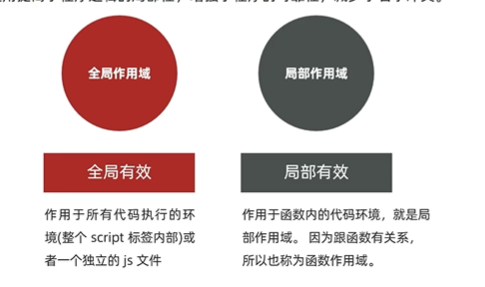 全局作用域
局部作用域
全局有效
局部有效
作用于所有代码执行的环
境(整个 script 标签内部)或
者一个独立的 js 文件
作用于函数内的代码环境，就是局
部作用域。 因为跟函数有关系，
所以也称为函数作用域。